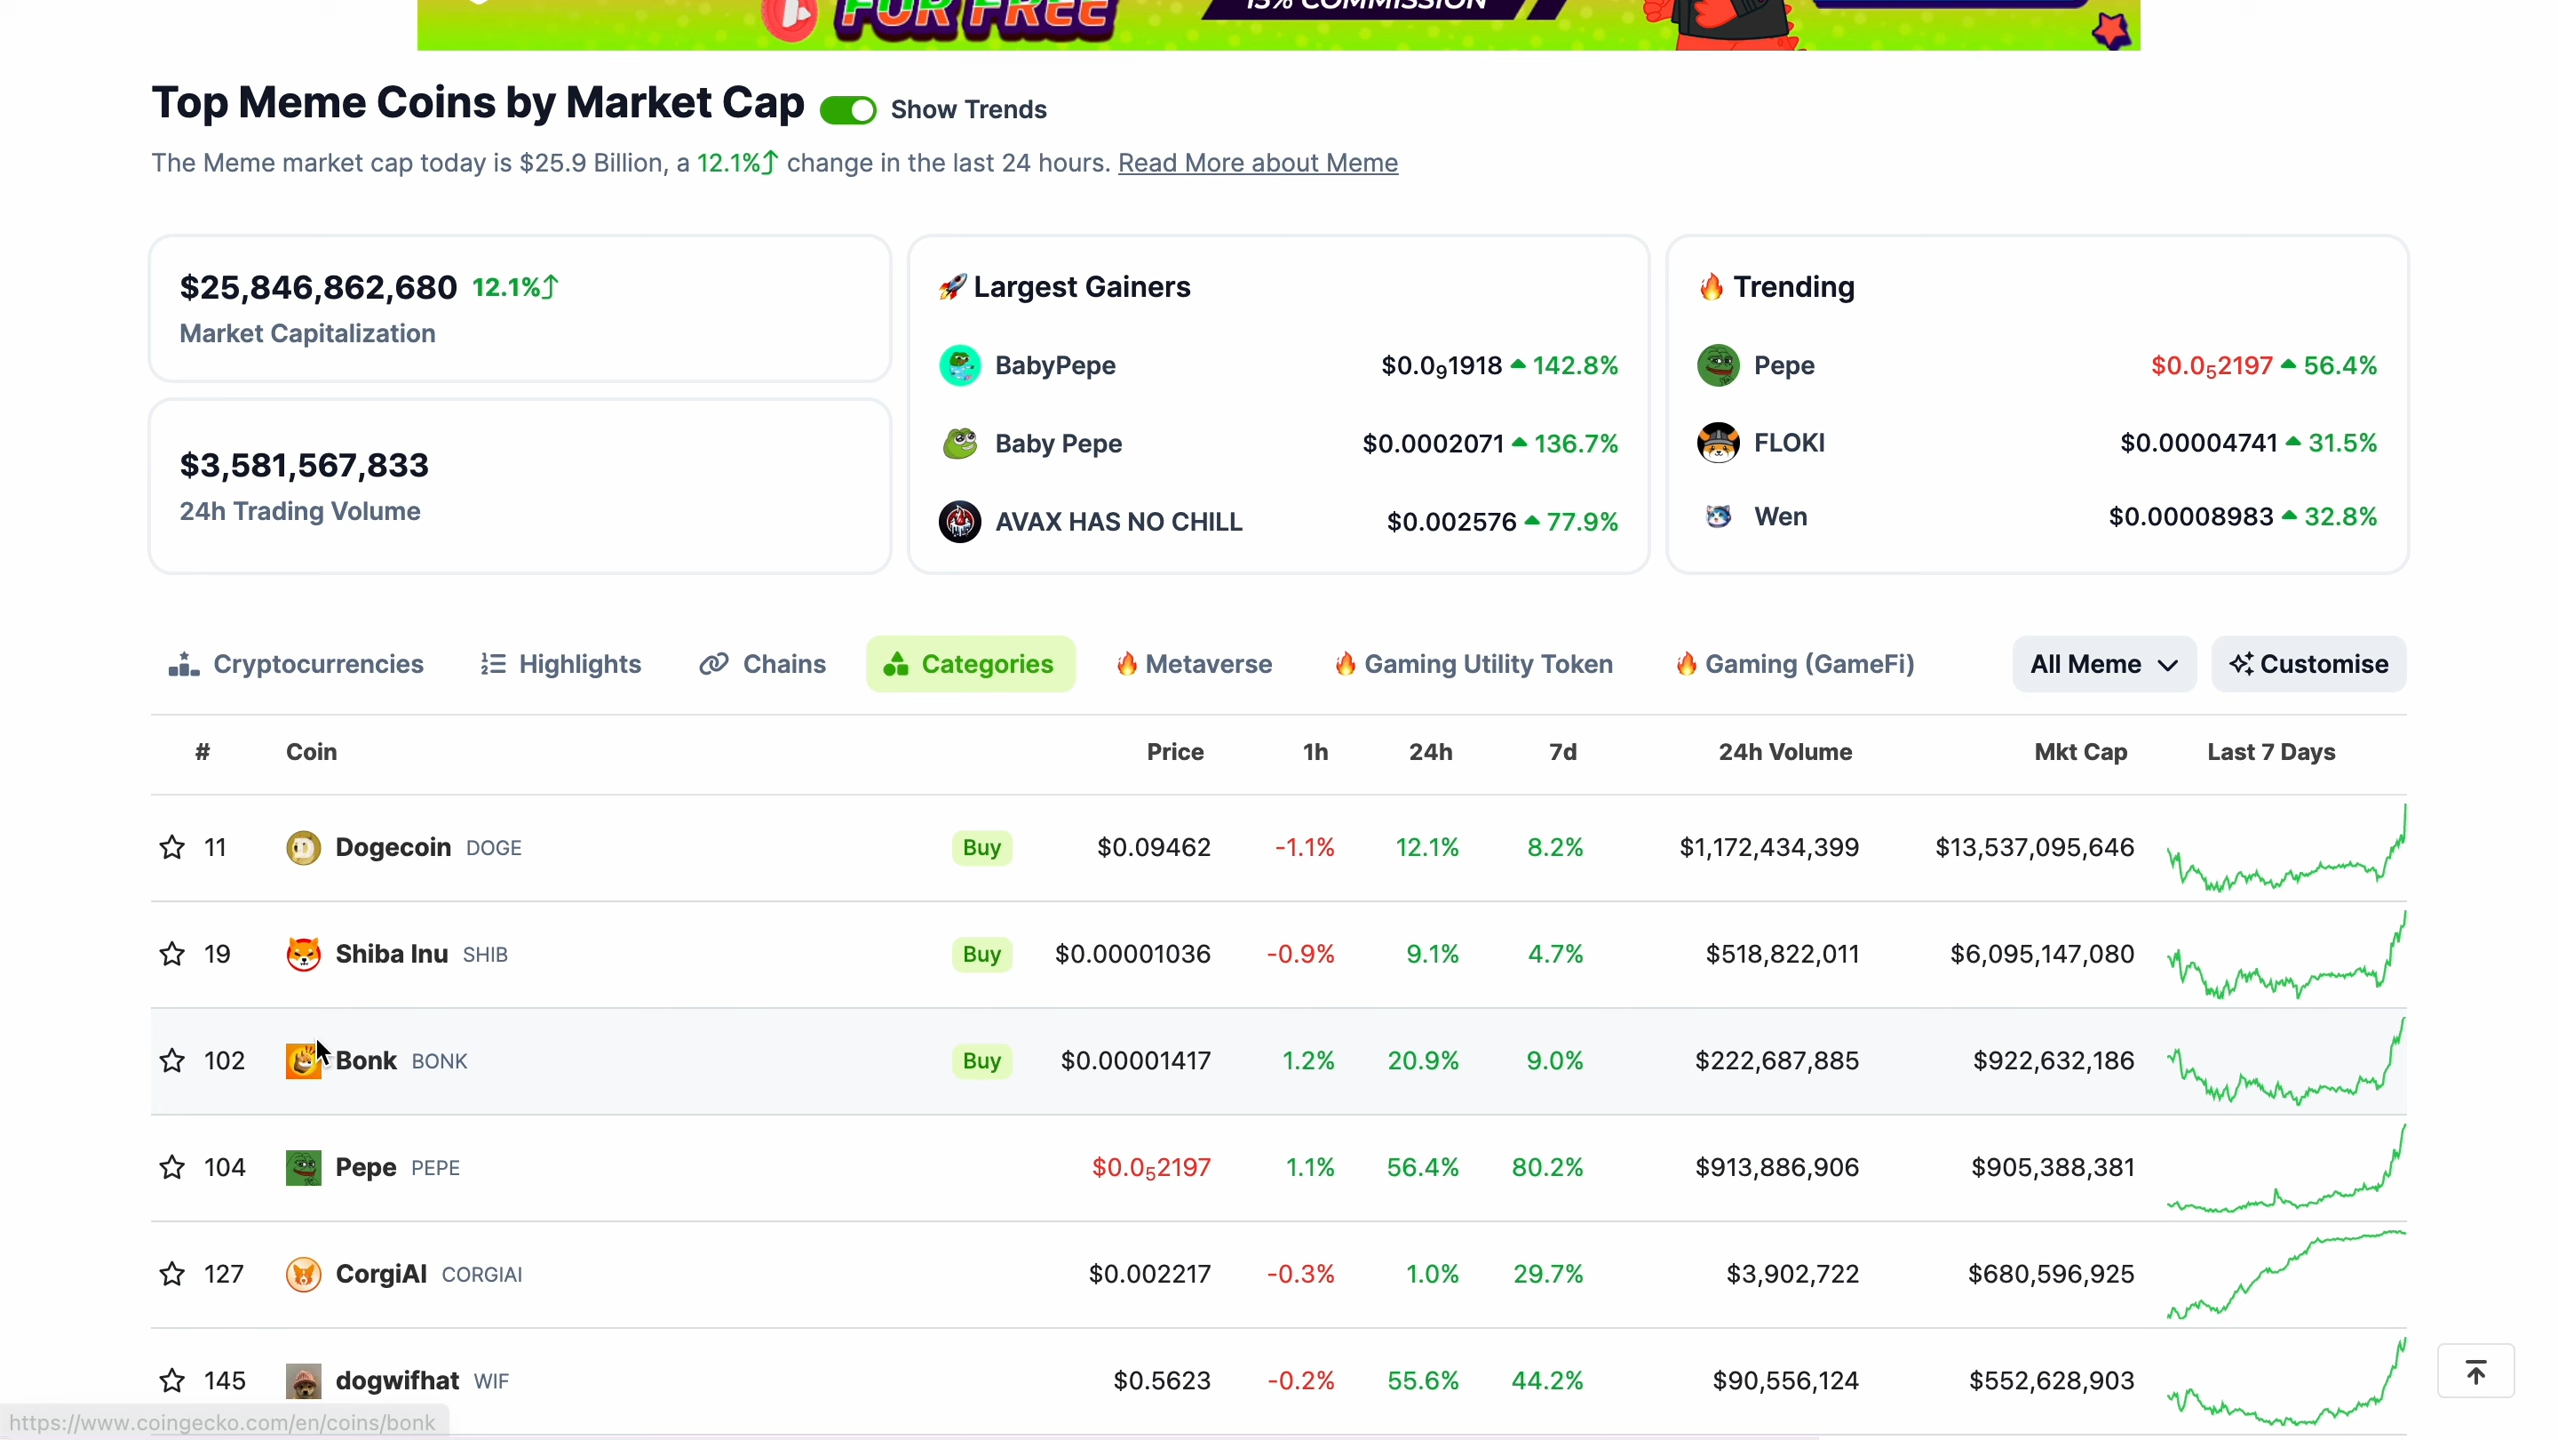 FOR FREE
15% COMMISSION
Top Meme Coins by Market Cap Show Trends
The Meme market cap today is $25.9 Billion, a 12.1% change in the last 24 hours. Read More about Meme
$25,846,862,680 12.1%
Market Capitalization
$3,581,567,833
24h Trading Volume
Largest Gainers
BabyPepe $0.0₉1918 142.8%
Baby Pepe $0.0002071 136.7%
AVAX HAS NO CHILL $0.002576 77.9%
Trending
Pepe $0.0₅2197 56.4%
FLOKI $0.00004741 31.5%
Wen $0.00008983 32.8%
Cryptocurrencies Highlights Chains Categories Metaverse Gaming Utility Token Gaming (GameFi) All Meme Customise
# Coin Price 1h 24h 7d 24h Volume Mkt Cap Last 7 Days
11 Dogecoin DOGE Buy $0.09462 -1.1% 12.1% 8.2% $1,172,434,399 $13,537,095,646
19 Shiba Inu SHIB Buy $0.00001036 -0.9% 9.1% 4.7% $518,822,011 $6,095,147,080
102 Bonk BONK Buy $0.00001417 1.2% 20.9% 9.0% $222,687,885 $922,632,186
104 Pepe PEPE $0.0₅2197 1.1% 56.4% 80.2% $913,886,906 $905,388,381
127 CorgiAI CORGIAI $0.002217 -0.3% 1.0% 29.7% $3,902,722 $680,596,925
145 dogwifhat WIF $0.5623 -0.2% 55.6% 44.2% $90,556,124 $552,628,903
https://www.coingecko.com/en/coins/bonk